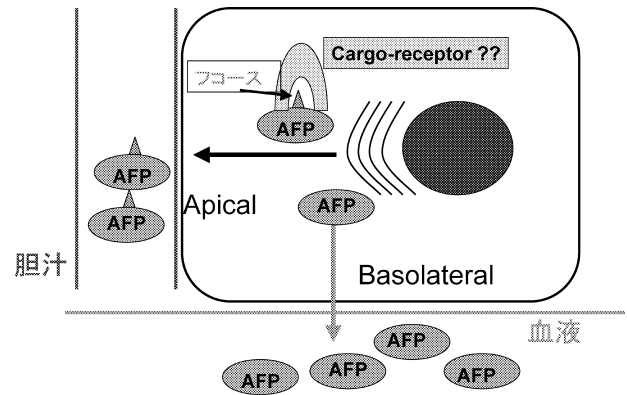 Cargo-receptor ??
フコース
AFP
AFP
AFP
Apical
AFP
胆汁
Basolateral
血液
AFP
AFP
AFP
AFP